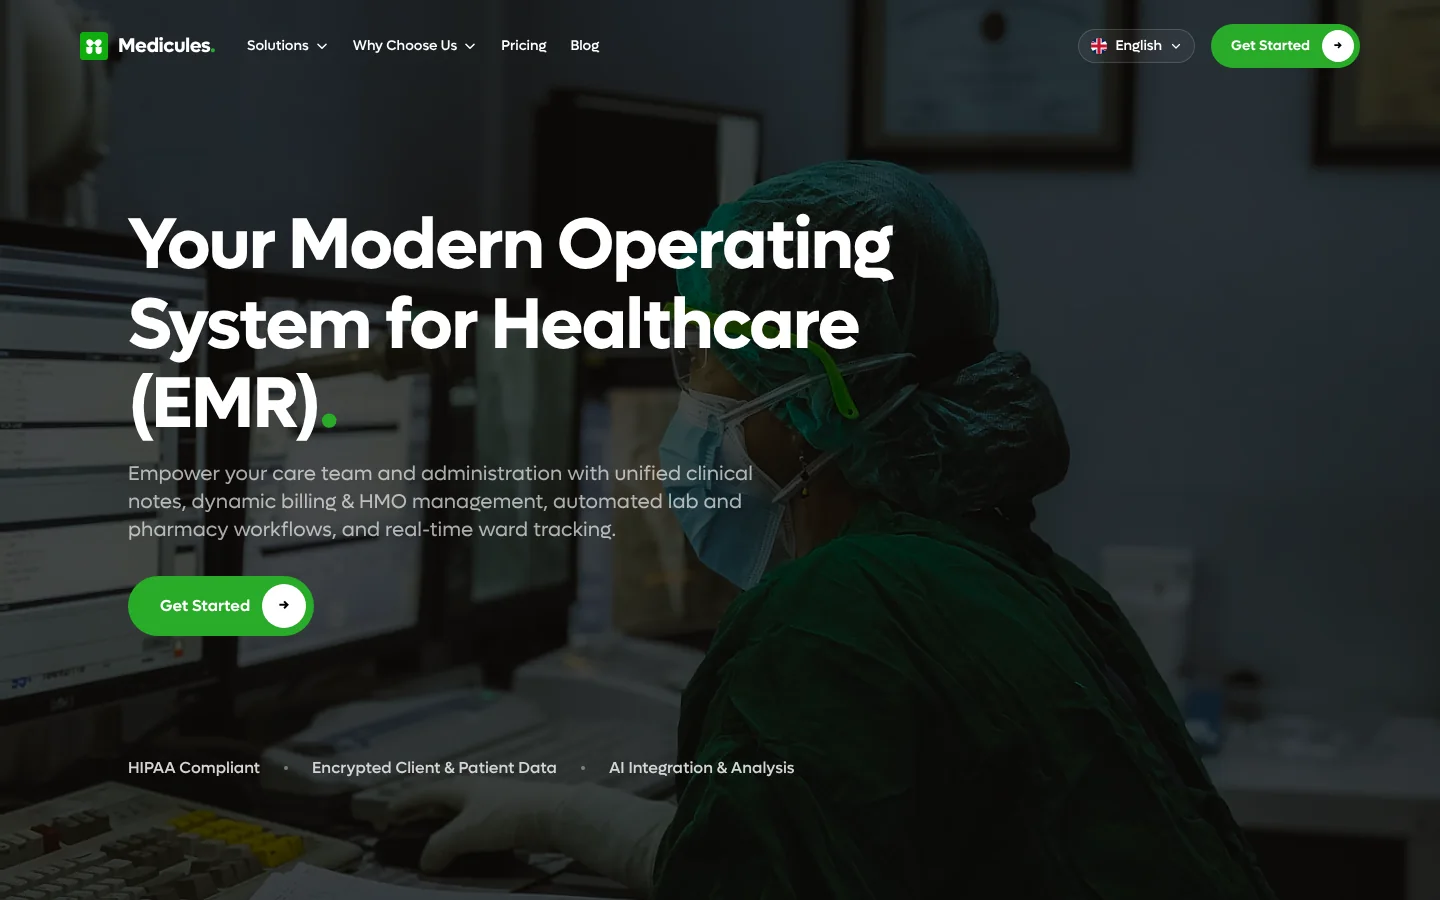 Medicules.
Solutions
Why Choose Us
Pricing
Blog
English
Get Started
Your Modern Operating
System for Healthcare
(EMR).
Empower your care team and administration with unified clinical
notes, dynamic billing & HMO management, automated lab and
pharmacy workflows, and real-time ward tracking.
Get Started
HIPAA Compliant • Encrypted Client & Patient Data • AI Integration & Analysis